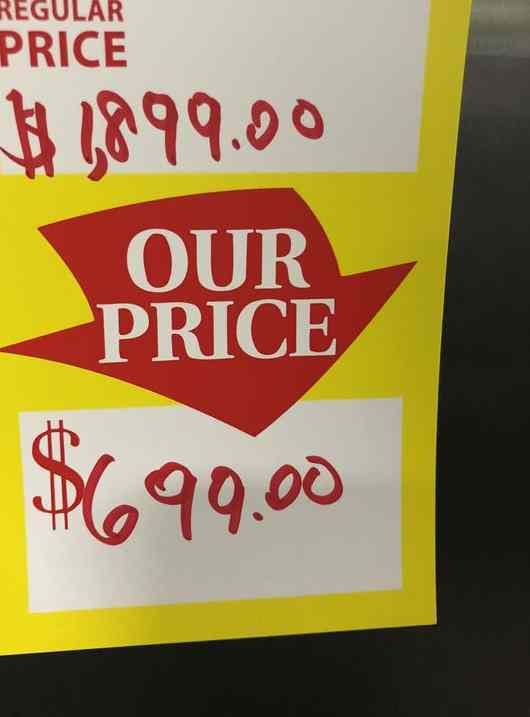 REGULAR
PRICE
$1,899.00
OUR
PRICE
$699.00